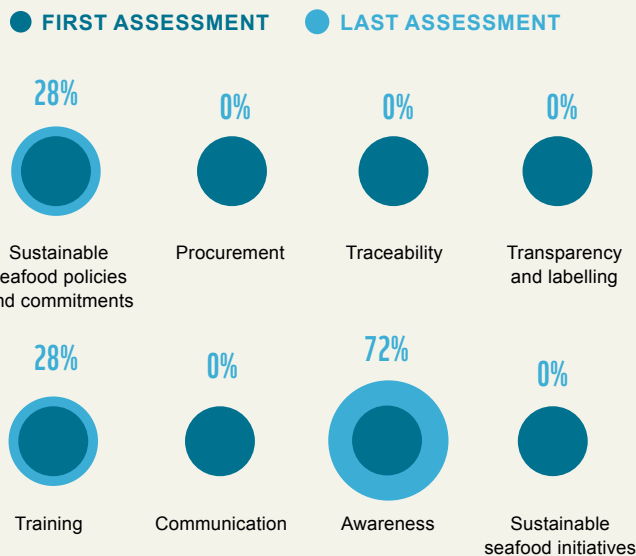 FIRST ASSESSMENT LAST ASSESSMENT
28% 0% 0% 0%
Sustainable Procurement Traceability Transparency
eafood policies and labelling
nd commitments
28% 0% 72% 0%
Training Communication Awareness Sustainable
seafood initiatives